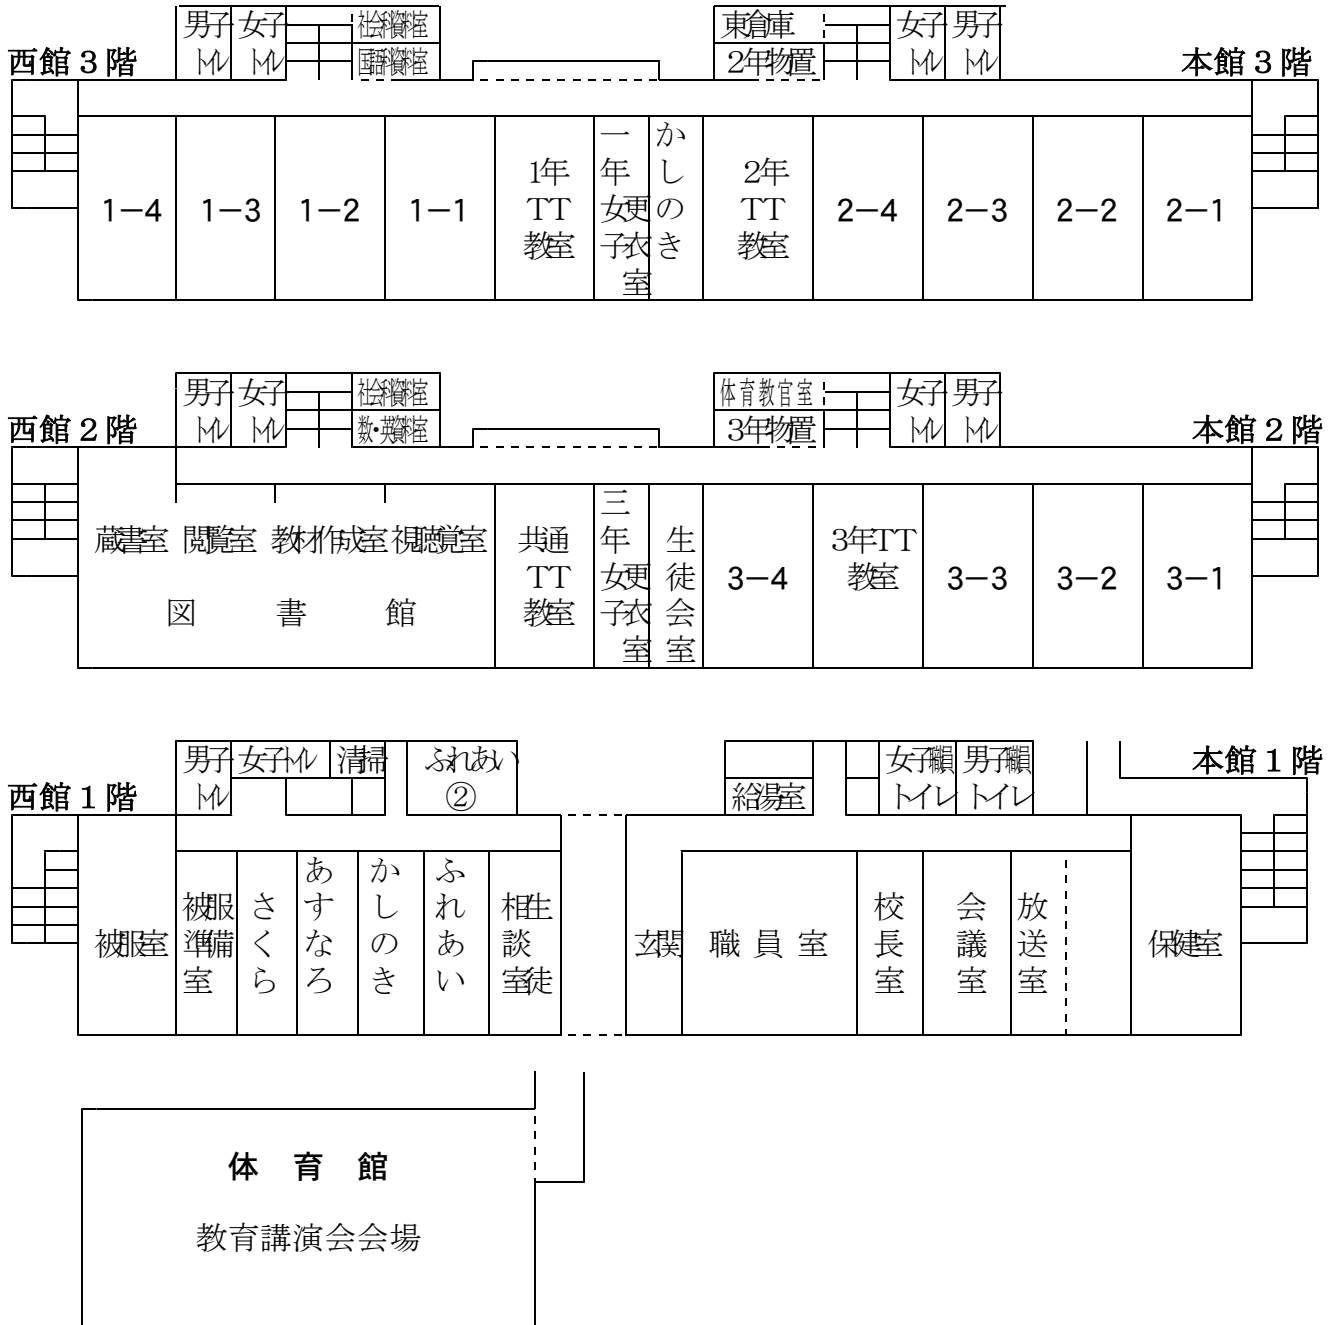 西館３階
本館３階
男子トイレ
女子トイレ
社会科資料室
国語科資料室
東倉庫
2年物置
女子トイレ
男子トイレ
1－4
1－3
1－2
1－1
1年TT教室
一年女子更衣室
かしのき
2年TT教室
2－4
2－3
2－2
2－1
西館２階
本館２階
男子トイレ
女子トイレ
社会科資料室
数・英資料室
体育教官室
3年物置
女子トイレ
男子トイレ
蔵書室 閲覧室 教材作成室 視聴覚室
図書館
共通TT教室
三年女子更衣室
生徒会室
3－4
3年TT教室
3－3
3－2
3－1
西館１階
本館１階
男子トイレ
女子トイレ
清掃
ふれあい②
給湯室
女子職員トイレ
男子職員トイレ
被服室
被服準備室
さくら
あすなろ
かしのき
ふれあい
生徒相談室
玄関
職員室
校長室
会議室
放送室
保健室
体育館
教育講演会会場